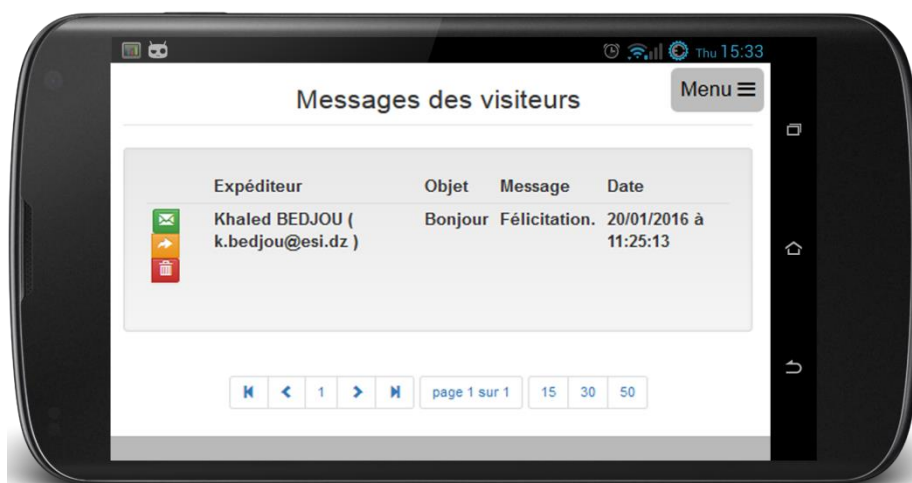 Thu 15:33
Messages des visiteurs
Menu
Expéditeur Objet Message Date
Khaled BEDJOU ( Bonjour Félicitation. 20/01/2016 à
k.bedjou@esi.dz ) 11:25:13
1 page 1 sur 1 15 30 50